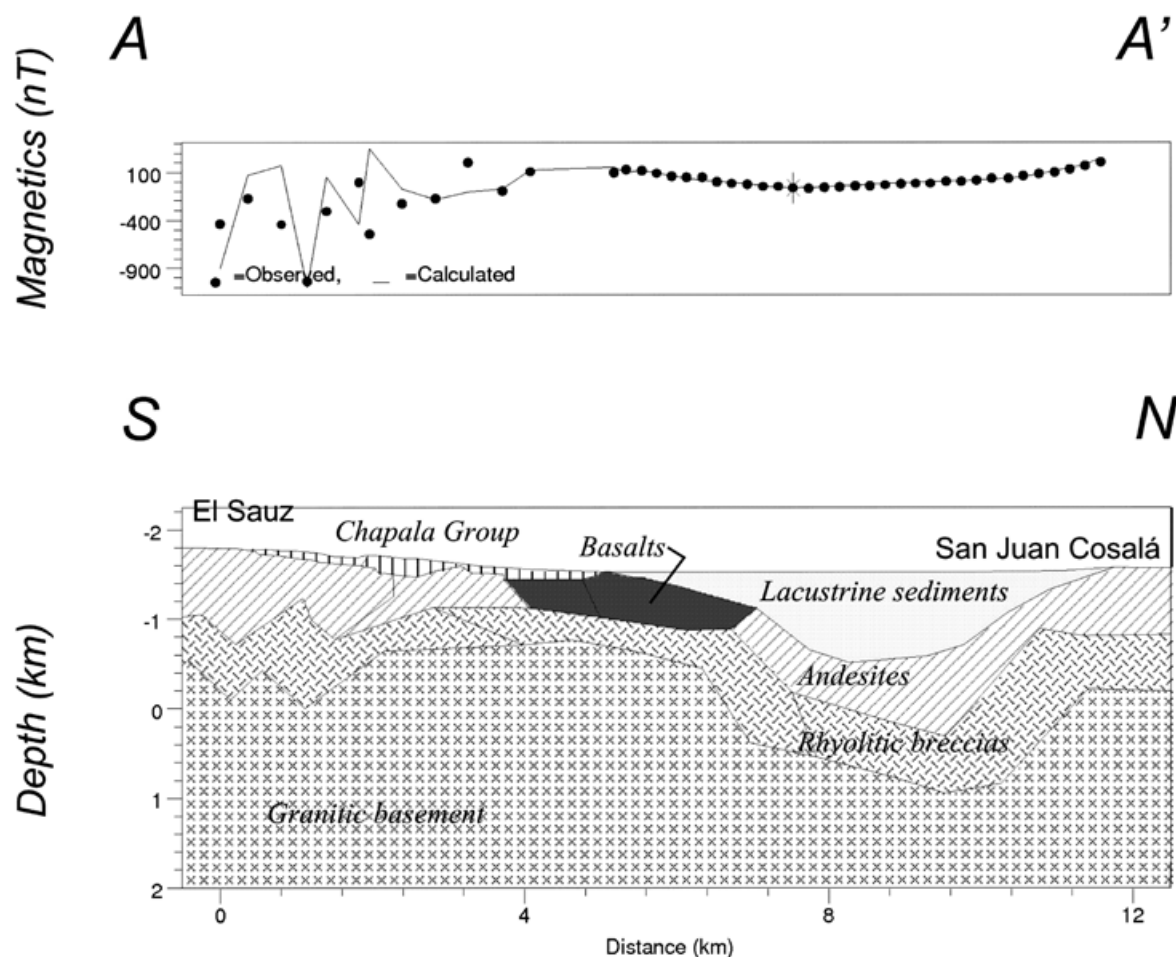 A
A’
Magnetics (nT)
100
-400
-900
=Observed,
=Calculated
S
N
El Sauz
Chapala Group
Basalts
San Juan Cosalá
Lacustrine sediments
Andesites
Rhyolitic breccias
Granitic basement
Depth (km)
-2
-1
0
1
2
0
4
8
12
Distance (km)